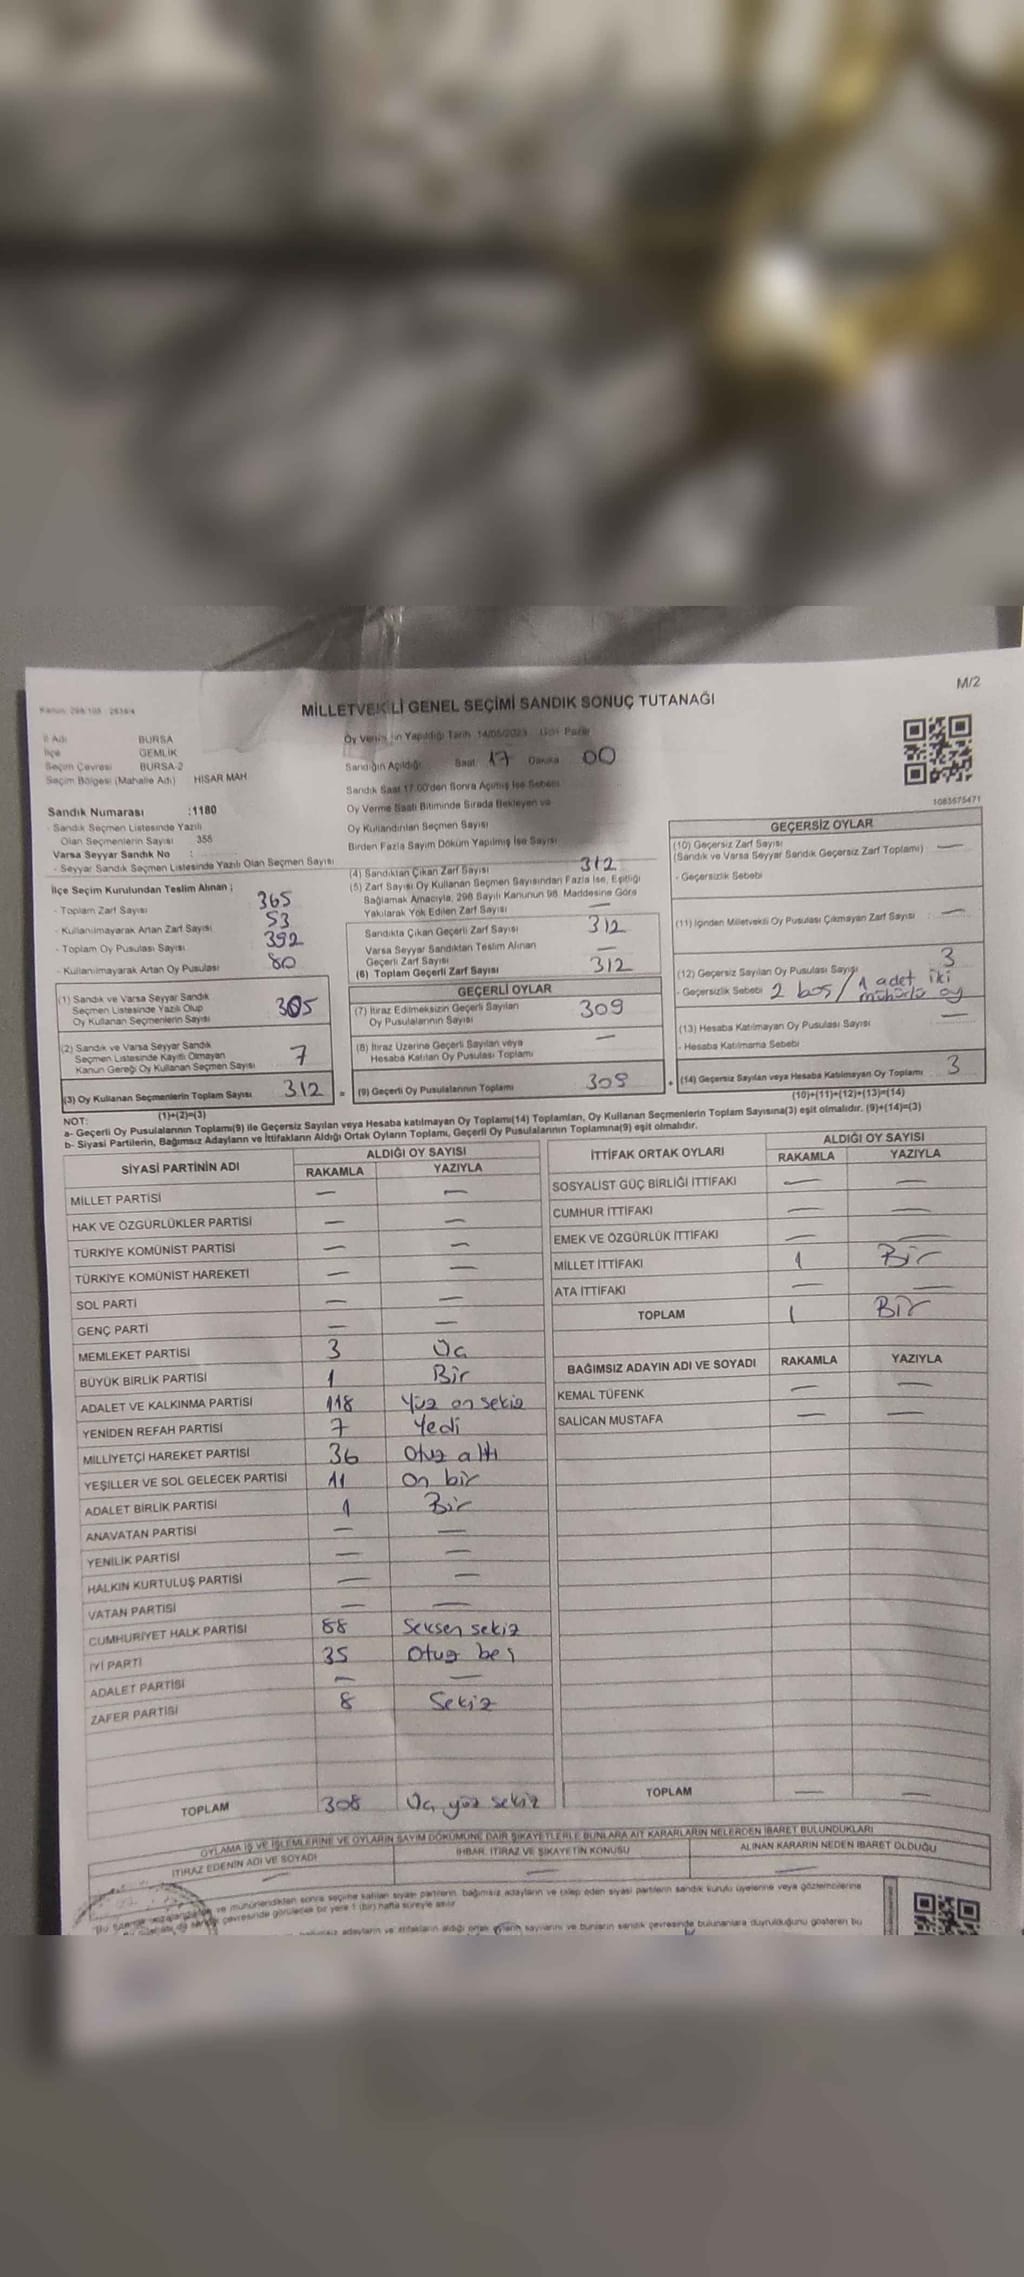 M/2
MİLLETVEKİLİ GENEL SEÇİMİ SANDIK SONUÇ TUTANAĞI
İl Adı BURSA
İlçe GEMLİK
Seçim Çevresi BURSA-2
Seçim Bölgesi (Mahalle Adı) HİSAR MAH
Sandık Numarası :1180
- Sandık Seçmen Listesinde Yazılı
Olan Seçmenlerin Sayısı 358
Varsa Seyyar Sandık No :
- Seyyar Sandık Seçmen Listesinde Yazılı Olan Seçmen Sayısı
İlçe Seçim Kurulundan Teslim Alınan ;
- Toplam Zarf Sayısı 365
- Kullanılmayarak Artan Zarf Sayısı 53
- Toplam Oy Pusulası Sayısı 392
- Kullanılmayarak Artan Oy Pusulası 80
(1) Sandık ve Varsa Seyyar Sandık
Seçmen Listesinde Yazılı Olup
Oy Kullanan Seçmenlerin Sayısı 305
(2) Sandık ve Varsa Seyyar Sandık
Seçmen Listesinde Kayıtlı Olmayan
Kanun Gereği Oy Kullanan Seçmen Sayısı 7
(3) Oy Kullanan Seçmenlerin Toplam Sayısı 312
(1)+(2)=(3)
Oy Verme Yapıldığı Tarih 14/05/2023 Gün Pazar
Sandığın Açıldığı Saat 17 Dakika 00
Sandık Saat 17.00'den Sonra Açılmış İse Sebebi
Oy Verme Saati Bitiminde Sırada Bekleyen ve
Oy Kullandırılan Seçmen Sayısı
Birden Fazla Sayım Döküm Yapılmış İse Sayısı
(4) Sandıktan Çıkan Zarf Sayısı 312
(5) Zarf Sayısı Oy Kullanan Seçmen Sayısından Fazla İse, Eşitliği
Sağlamak Amacıyla, 298 Sayılı Kanunun 98. Maddesine Göre
Yakılarak Yok Edilen Zarf Sayısı —
Sandıkta Çıkan Geçerli Zarf Sayısı 312
Varsa Seyyar Sandıktan Teslim Alınan
Geçerli Zarf Sayısı —
(6) Toplam Geçerli Zarf Sayısı 312
GEÇERLİ OYLAR
(7) İtiraz Edilmeksizin Geçerli Sayılan
Oy Pusulalarının Sayısı 309
(8) İtiraz Üzerine Geçerli Sayılan veya
Hesaba Katılan Oy Pusulası Toplamı —
= (9) Geçerli Oy Pusulalarının Toplamı 309
1083675471
GEÇERSİZ OYLAR
(10) Geçersiz Zarf Sayısı
(Sandık ve Varsa Seyyar Sandık Geçersiz Zarf Toplamı) —
- Geçersizlik Sebebi
(11) İçinden Milletvekili Oy Pusulası Çıkmayan Zarf Sayısı : —
(12) Geçersiz Sayılan Oy Pusulası Sayısı 3
- Geçersizlik Sebebi 2 boş / 1 adet iki
mühürlü oy
(13) Hesaba Katılmayan Oy Pusulası Sayısı —
- Hesaba Katılmama Sebebi
+ (14) Geçersiz Sayılan veya Hesaba Katılmayan Oy Toplamı 3
(10)+(11)+(12)+(13)=(14)
NOT:
a- Geçerli Oy Pusulalarının Toplamı(9) ile Geçersiz Sayılan veya Hesaba katılmayan Oy Toplamı(14) Toplamları, Oy Kullanan Seçmenlerin Toplam Sayısına(3) eşit olmalıdır. (9)+(14)=(3)
b- Siyasi Partilerin, Bağımsız Adayların ve İttifakların Aldığı Ortak Oyların Toplamı, Geçerli Oy Pusulalarının Toplamına(9) eşit olmalıdır.
SİYASİ PARTİNİN ADI ALDIĞI OY SAYISI
RAKAMLA YAZIYLA
MİLLET PARTİSİ — —
HAK VE ÖZGÜRLÜKLER PARTİSİ — —
TÜRKİYE KOMÜNİST PARTİSİ — —
TÜRKİYE KOMÜNİST HAREKETİ — —
SOL PARTİ — —
GENÇ PARTİ — —
MEMLEKET PARTİSİ 3 Üç
BÜYÜK BİRLİK PARTİSİ 1 Bir
ADALET VE KALKINMA PARTİSİ 118 Yüz on sekiz
YENİDEN REFAH PARTİSİ 7 Yedi
MİLLİYETÇİ HAREKET PARTİSİ 36 Otuz altı
YEŞİLLER VE SOL GELECEK PARTİSİ 11 on bir
ADALET BİRLİK PARTİSİ 1 Bir
ANAVATAN PARTİSİ — —
YENİLİK PARTİSİ — —
HALKIN KURTULUŞ PARTİSİ — —
VATAN PARTİSİ — —
CUMHURİYET HALK PARTİSİ 88 Seksen sekiz
İYİ PARTİ 35 Otuz beş
ADALET PARTİSİ — —
ZAFER PARTİSİ 8 Sekiz
TOPLAM 308 Üç yüz sekiz
İTTİFAK ORTAK OYLARI ALDIĞI OY SAYISI
RAKAMLA YAZIYLA
SOSYALİST GÜÇ BİRLİĞİ İTTİFAKI — —
CUMHUR İTTİFAKI — —
EMEK VE ÖZGÜRLÜK İTTİFAKI — —
MİLLET İTTİFAKI 1 Bir
ATA İTTİFAKI — —
TOPLAM 1 Bir
BAĞIMSIZ ADAYIN ADI VE SOYADI RAKAMLA YAZIYLA
KEMAL TÜFENK — —
SALİCAN MUSTAFA — —
TOPLAM — —
OYLAMA İŞ VE İŞLEMLERİNE VE OYLARIN SAYIM DÖKÜMÜNE DAİR ŞİKAYETLERLE BUNLARA AİT KARARLARIN NELERDEN İBARET BULUNDUKLARI
İTİRAZ EDENİN ADI VE SOYADI İHBAR, İTİRAZ VE ŞİKAYETİN KONUSU ALINAN KARARIN NEDEN İBARET OLDUĞU
— — —
mühürlendikten sonra seçime katılan siyasi partilerin, bağımsız adayların ve talep eden siyasi partilerin sandık kurulu üyelerine veya gözlemcilerine
çevresinde görülecek bir yere 1 (bir) hafta süreyle asılır
adayların ve ittifakların aldığı ortak oyların sayılarını ve bunların sandık çevresinde bulunanlara duyurulduğunu gösteren bu